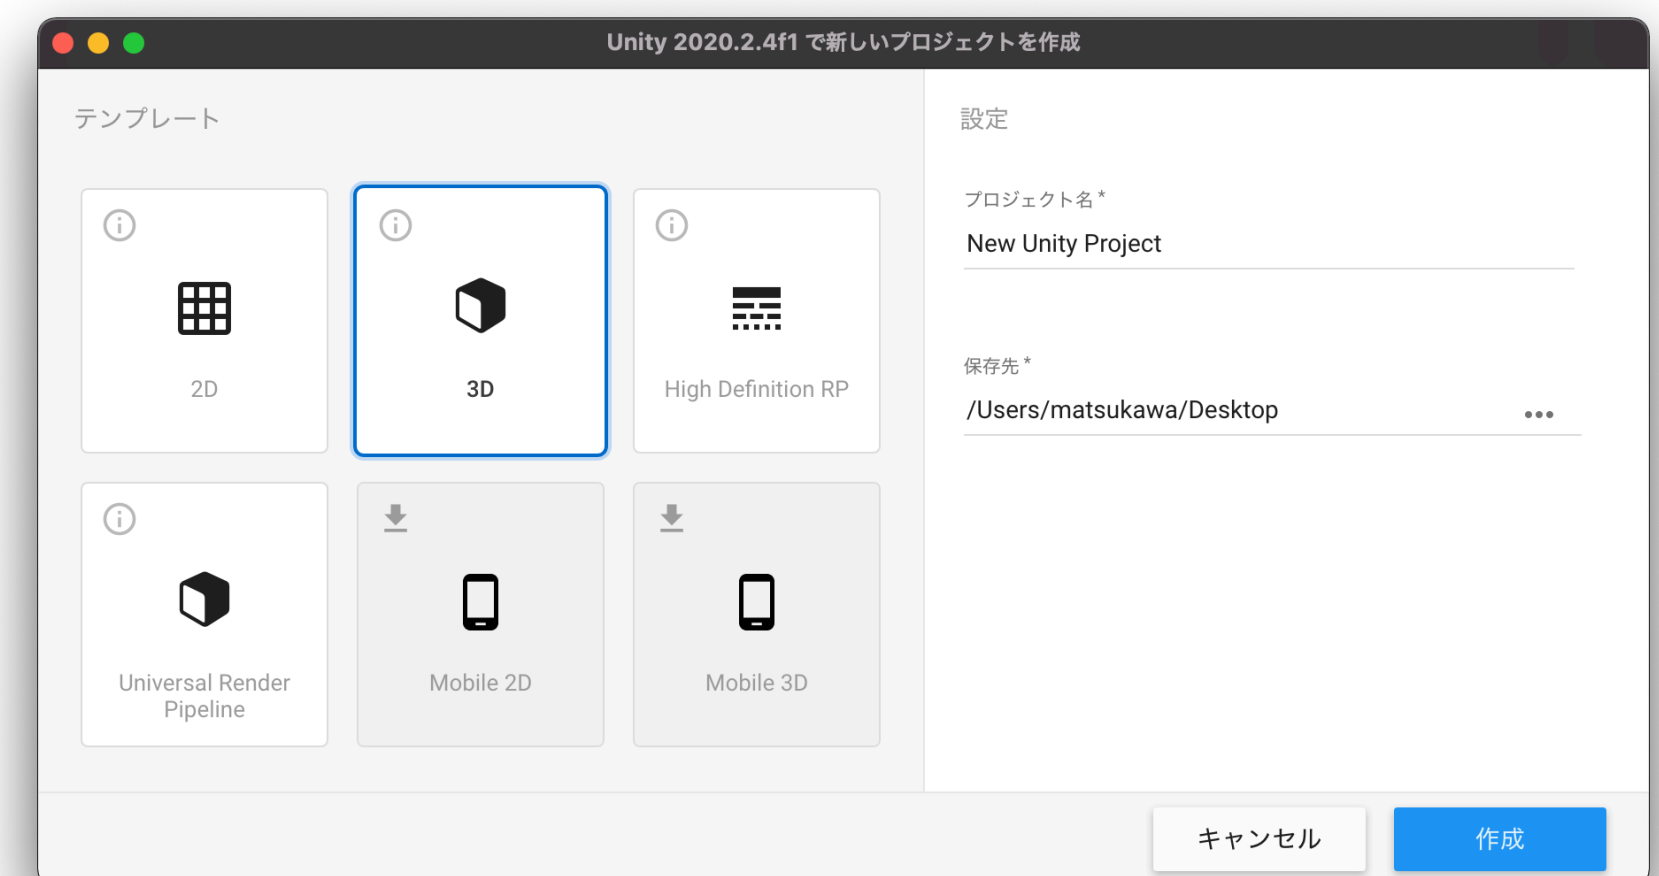 Unity 2020.2.4f1 で新しいプロジェクトを作成
テンプレート
2D
3D
High Definition RP
Universal Render
Pipeline
Mobile 2D
Mobile 3D
設定
プロジェクト名 *
New Unity Project
保存先 *
/Users/matsukawa/Desktop
キャンセル
作成